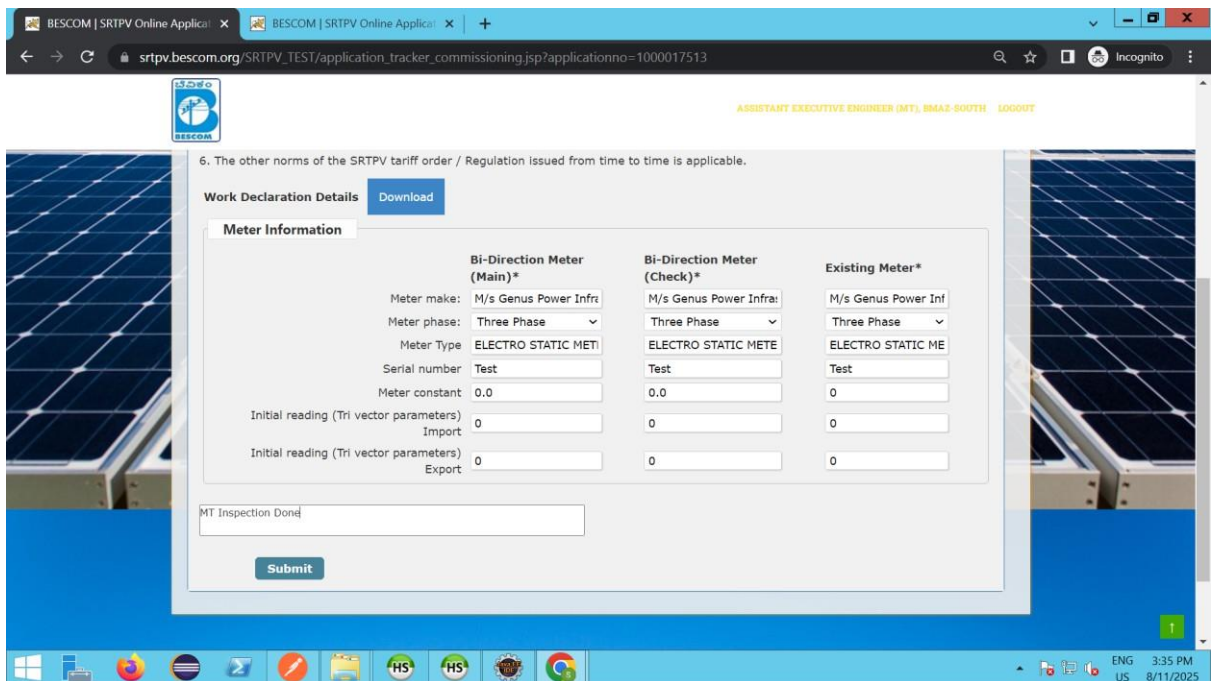 BESCOM | SRTPV Online Applicat
BESCOM | SRTPV Online Applicat
srtpv.bescom.org/SRTPV_TEST/application_tracker_commissioning.jsp?applicationno=1000017513
Incognito
ಬೆವಿಕಂ
BESCOM
ASSISTANT EXECUTIVE ENGINEER (MT), BMAZ-SOUTH LOGOUT
6. The other norms of the SRTPV tariff order / Regulation issued from time to time is applicable.
Work Declaration Details Download
Meter Information
Bi-Direction Meter (Main)* Bi-Direction Meter (Check)* Existing Meter*
Meter make: M/s Genus Power Infra M/s Genus Power Infra: M/s Genus Power Inf
Meter phase: Three Phase Three Phase Three Phase
Meter Type ELECTRO STATIC METI ELECTRO STATIC METE ELECTRO STATIC ME
Serial number Test Test Test
Meter constant 0.0 0.0 0
Initial reading (Tri vector parameters) Import 0 0 0
Initial reading (Tri vector parameters) Export 0 0 0
MT Inspection Done
Submit
HS HS
ENG 3:35 PM
US 8/11/2025